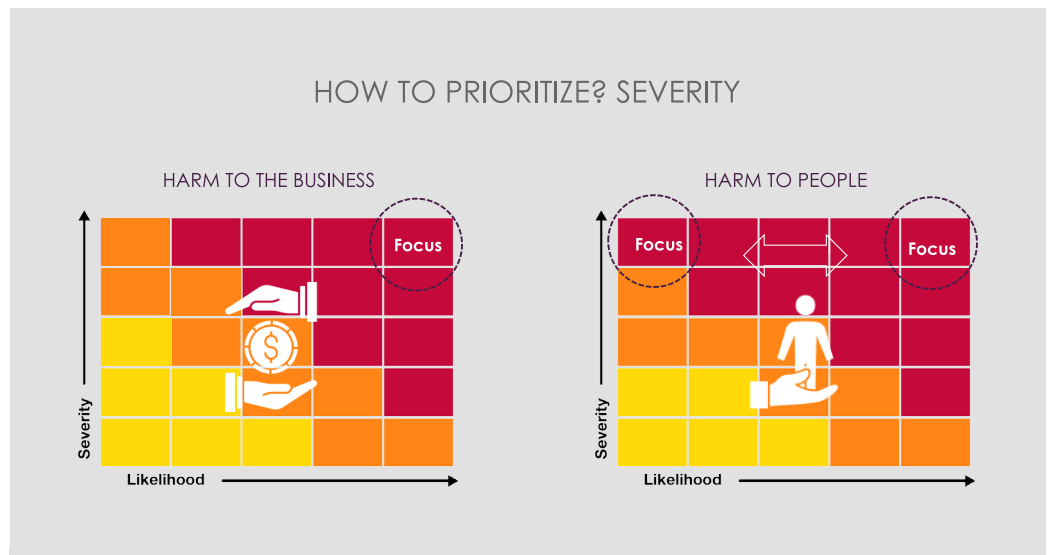 HOW TO PRIORITIZE? SEVERITY
HARM TO THE BUSINESS
Focus
$
Severity
Likelihood
HARM TO PEOPLE
Focus
Focus
Severity
Likelihood